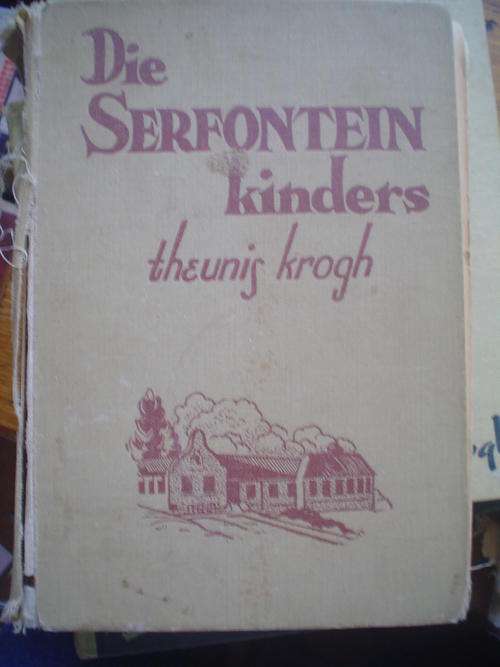 Die
SERFONTEIN
kinders
theunis krogh